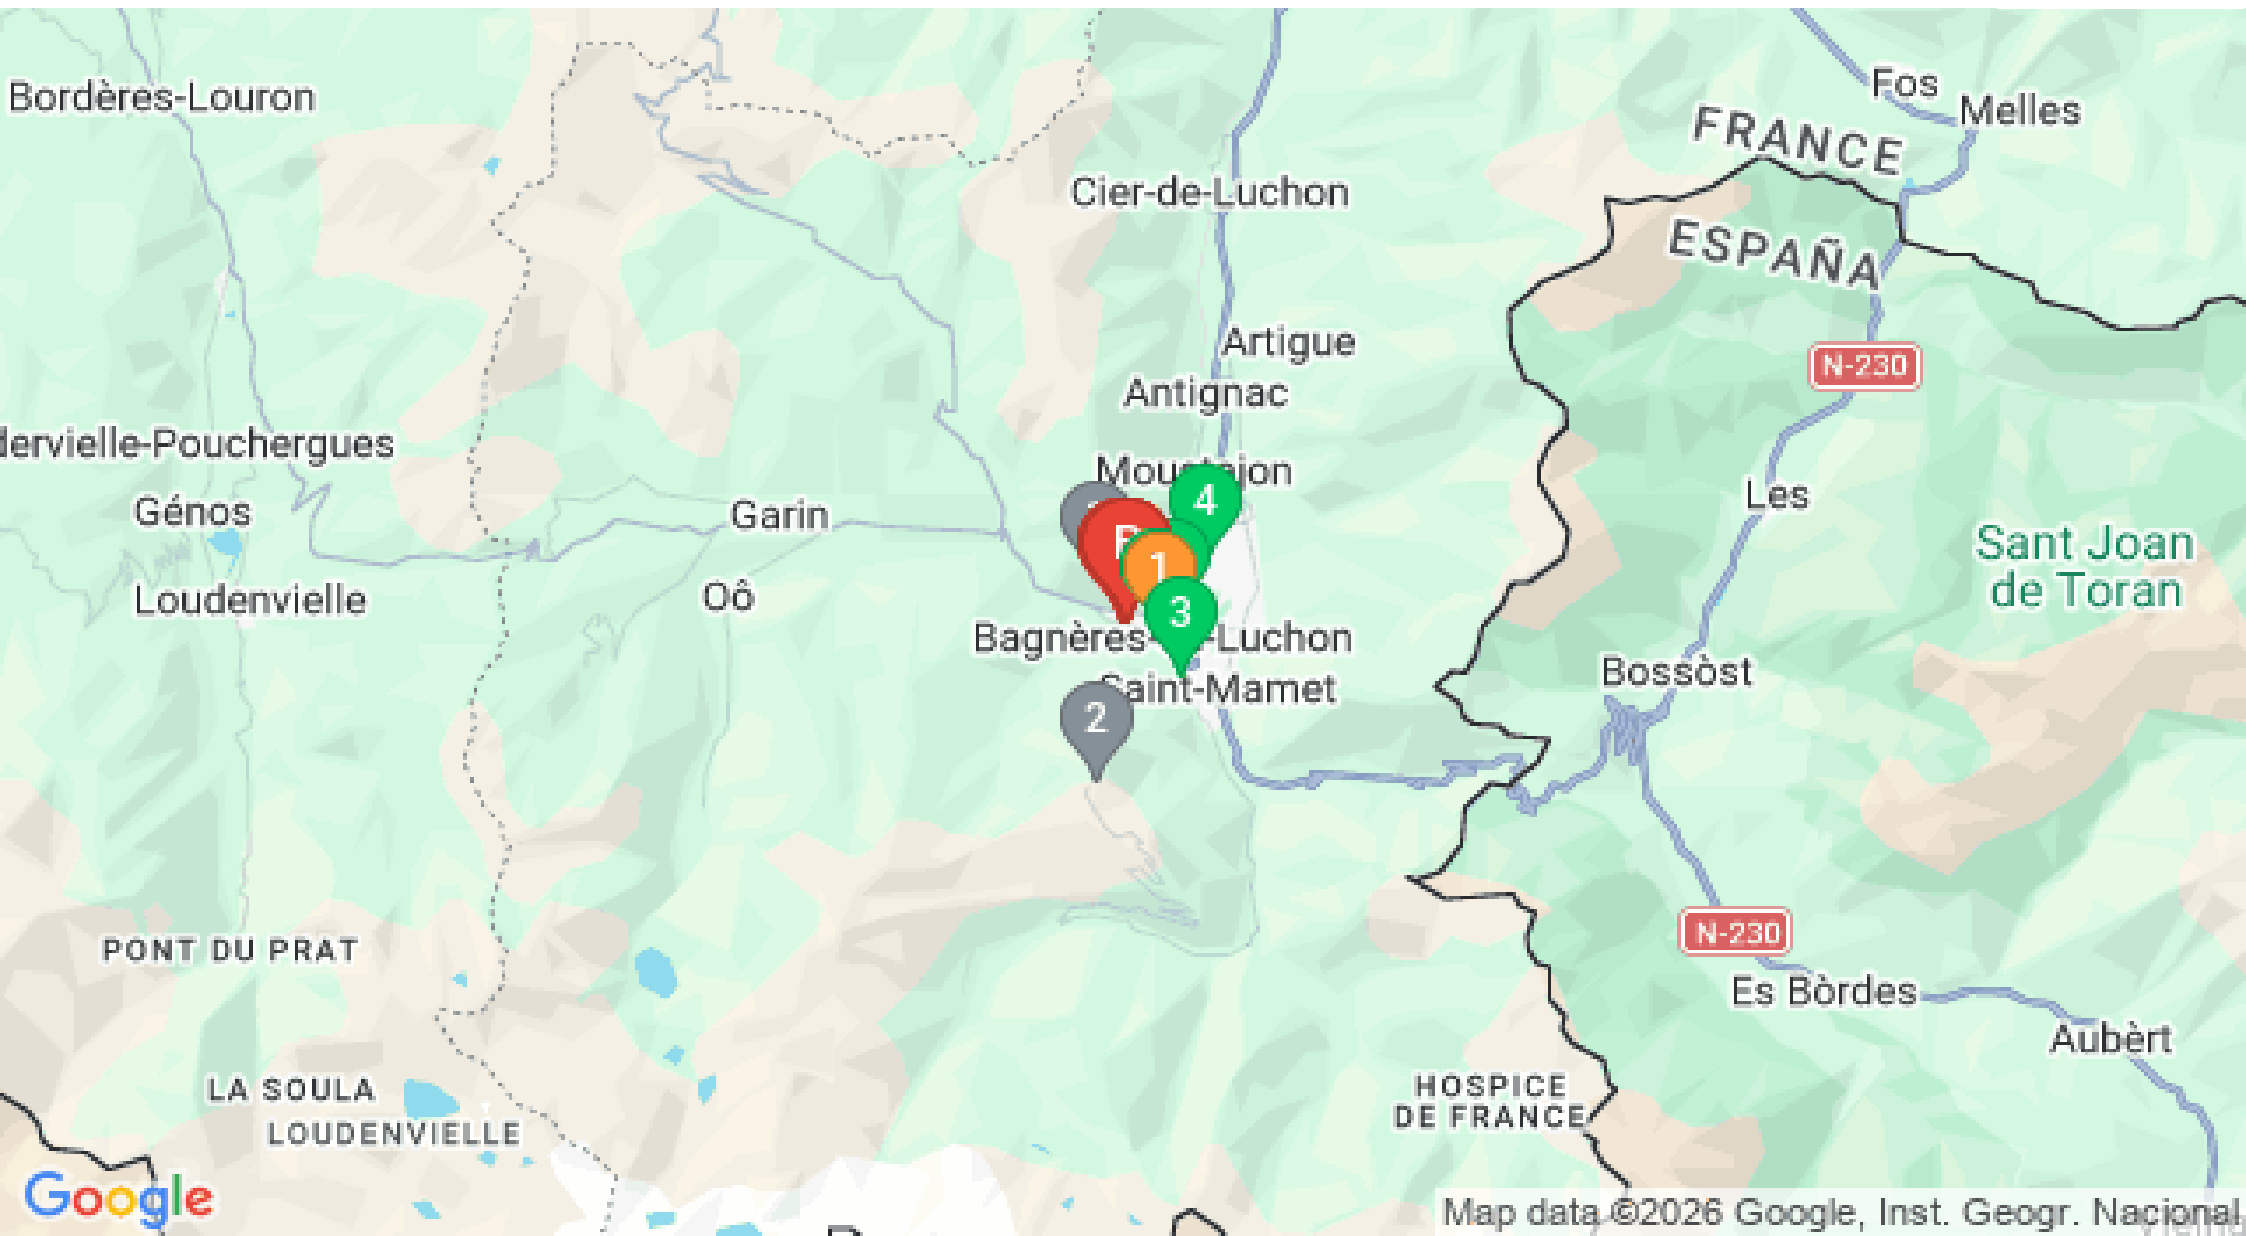 Bordères-Louron
Fos
Melles
FRANCE
Cier-de-Luchon
ESPAÑA
Artigue
N-230
Antignac
dervielle-Pouchergues
Les
4
Génos
Garin
1
Sant Joan
de Toran
Loudenvielle
Oô
3
Bagnères- -Luchon
Bossòst
Saint-Mamet
2
N-230
PONT DU PRAT
Es Bòrdes
Aubèrt
LA SOULA
LOUDENVIELLE
HOSPICE
DE FRANCE
Google
Map data ©2026 Google, Inst. Geogr. Nacional